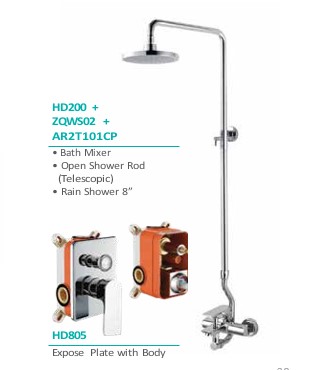 HD200 +
ZQWS02 +
AR2T101CP
• Bath Mixer
• Open Shower Rod
(Telescopic)
• Rain Shower 8”
HD805
Expose Plate with Body